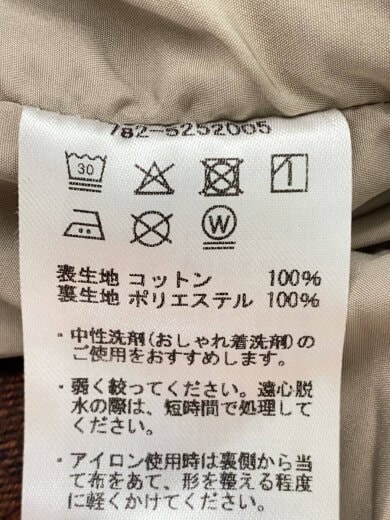 782-5252005
30
W
表生地 コットン 100%
裏生地 ポリエステル 100%
・中性洗剤(おしゃれ着洗剤)の
ご使用をおすすめします。
・弱く絞ってください。遠心脱
水の際は、短時間で処理して
ください。
・アイロン使用時は裏側から当
て布をあて、形を整える程度
に軽くかけてください。